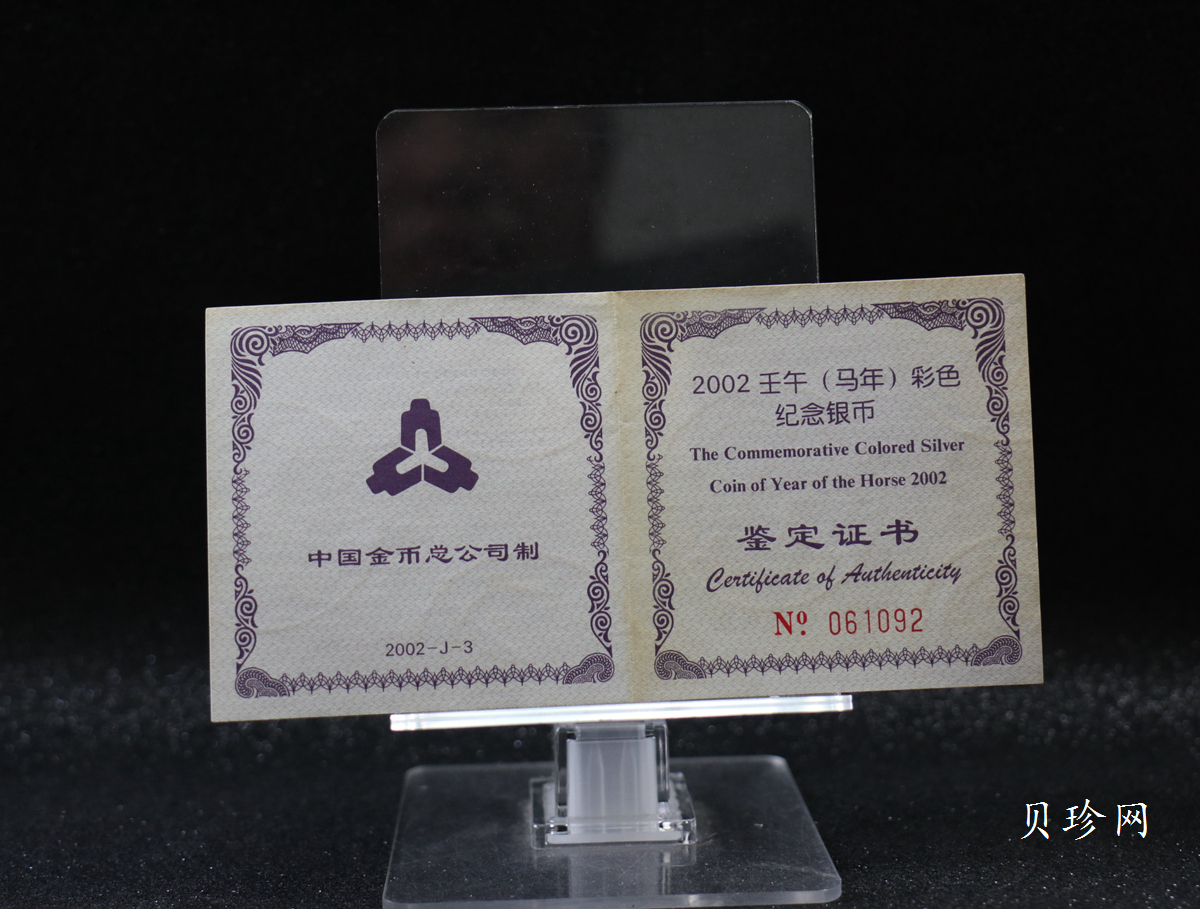 中国金币总公司制
2002-J-3
2002 壬午（马年）彩色
纪念银币
The Commemorative Colored Silver
Coin of Year of the Horse 2002
鉴定证书
Certificate of Authenticity
Nº 061092
贝珍网